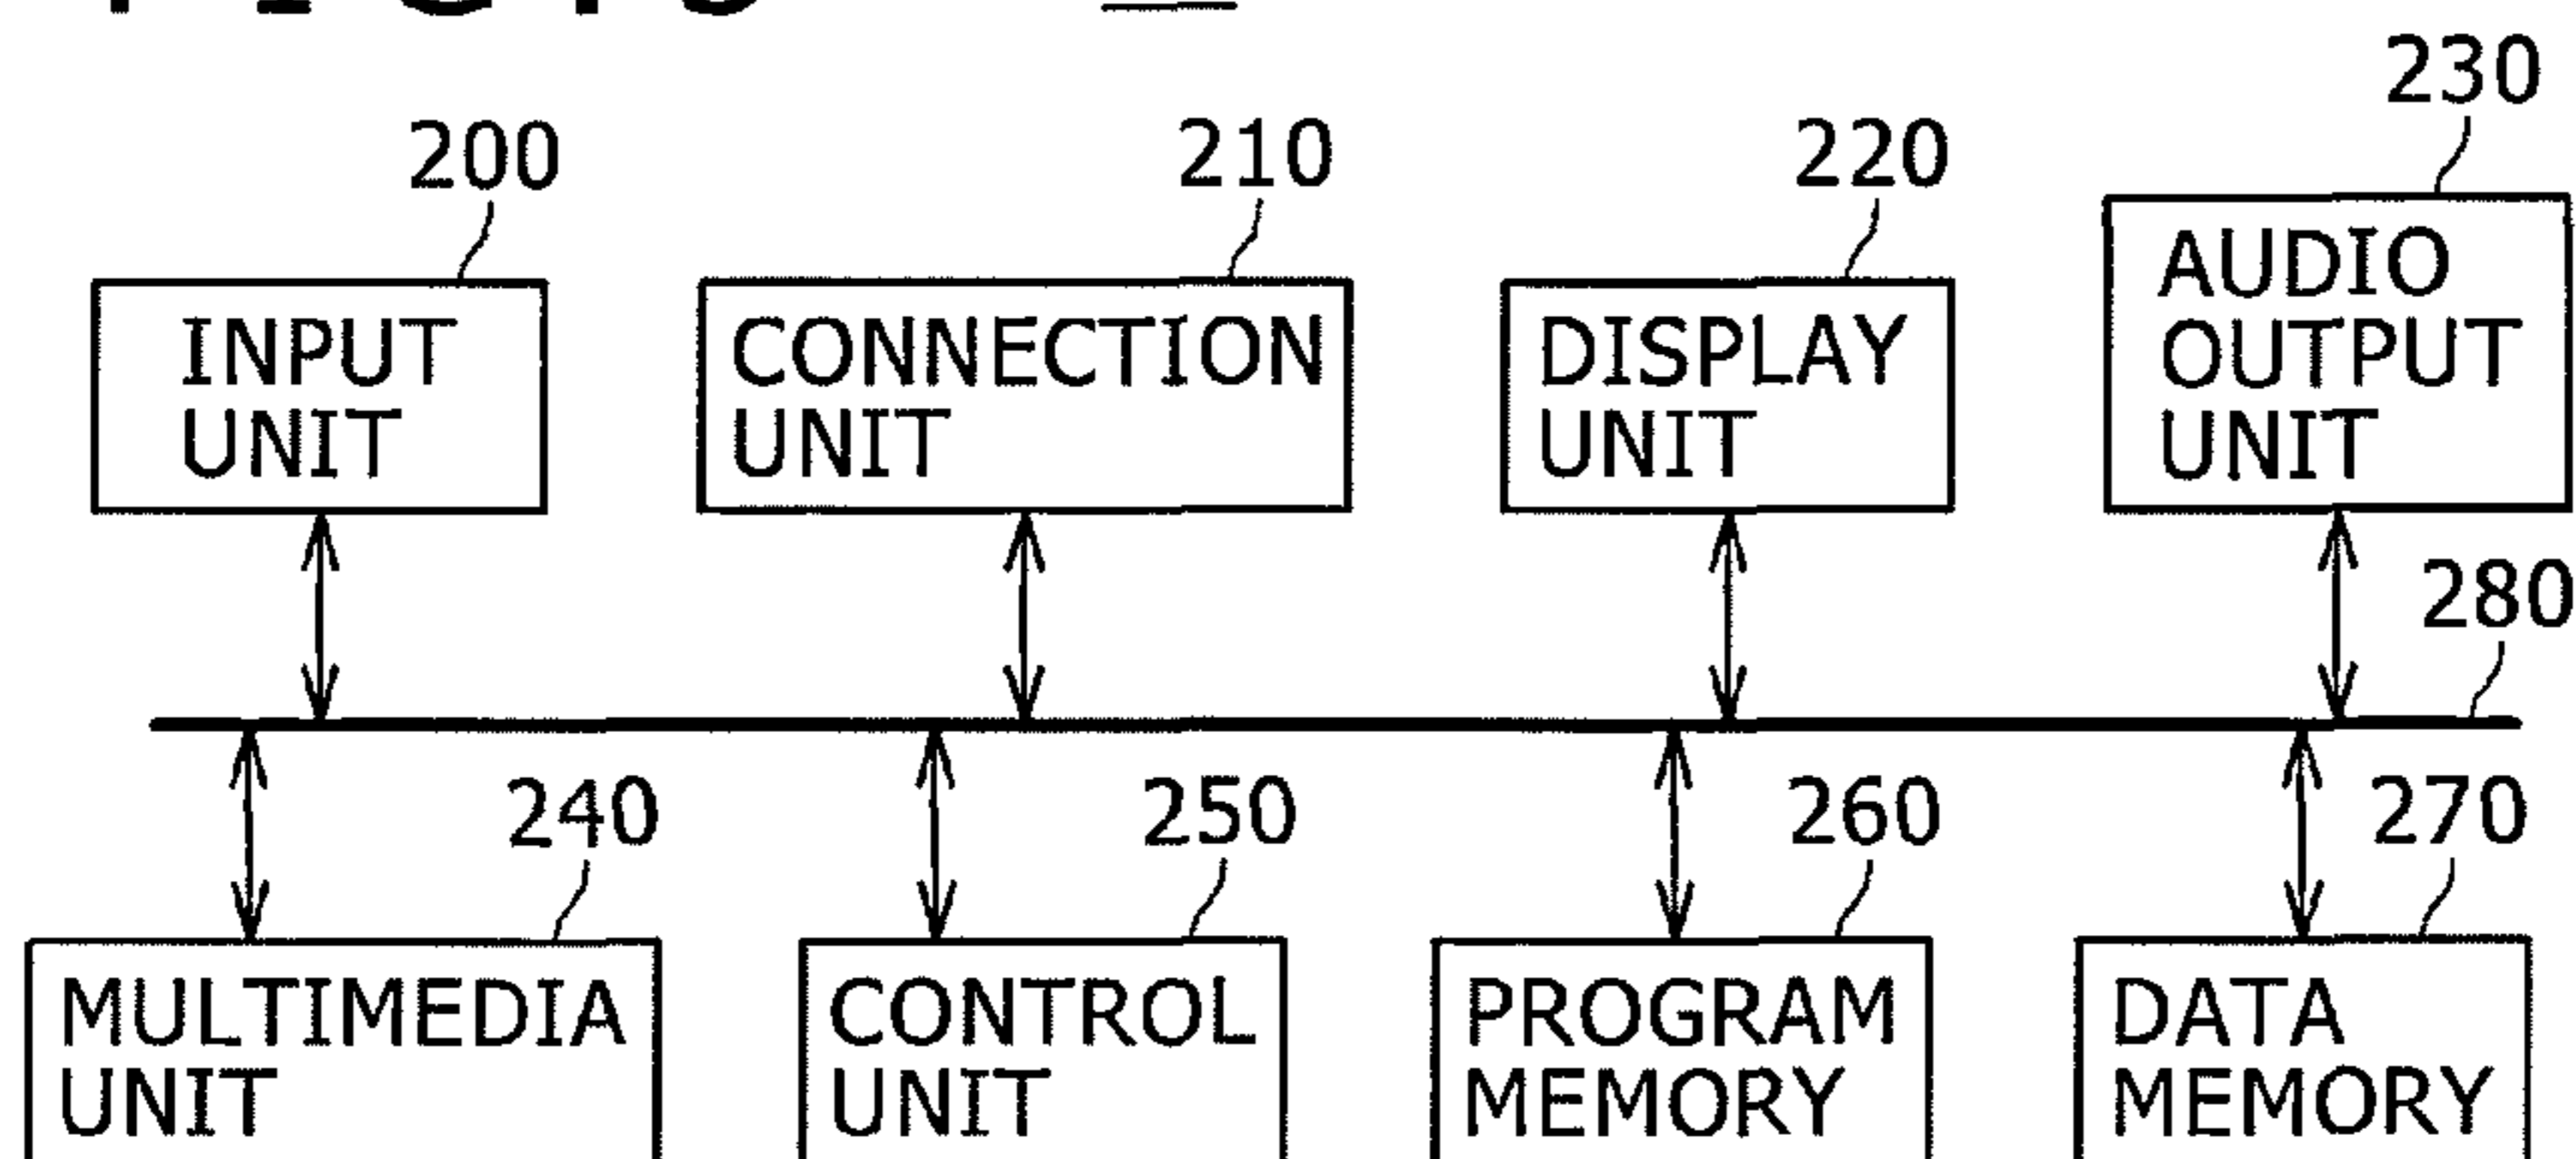 230
200
210
220
INPUT
UNIT
CONNECTION
UNIT
DISPLAY
UNIT
AUDIO
OUTPUT
UNIT
280
240
250
260
270
MULTIMEDIA
UNIT
CONTROL
UNIT
PROGRAM
MEMORY
DATA
MEMORY